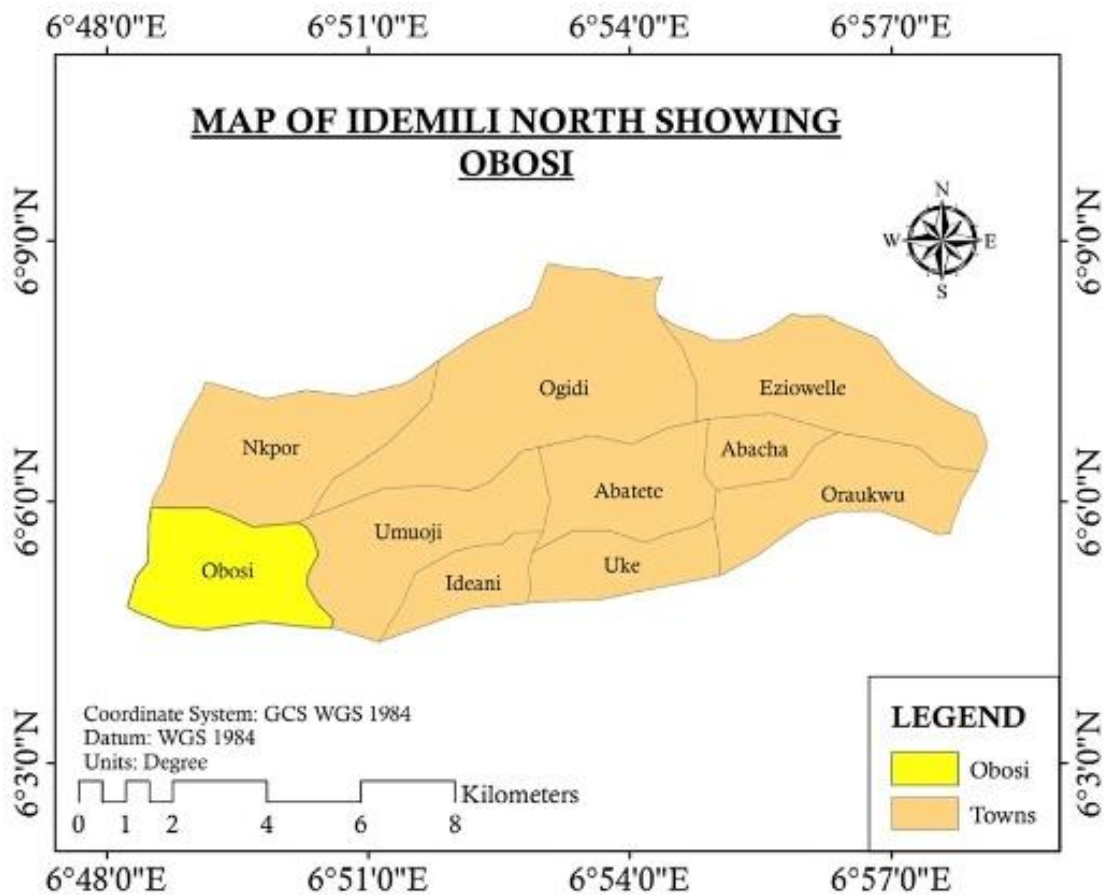 6°48'0"E 6°51'0"E 6°54'0"E 6°57'0"E
MAP OF IDEMILI NORTH SHOWING
OBOSI
N
W E
S
6°9'0"N 6°9'0"N
Ogidi
Eziowelle
Nkpor
Abacha
Abatete
Oraukwu
6°6'0"N 6°6'0"N
Umuoji
Obosi
Ideani
Uke
Coordinate System: GCS WGS 1984
Datum: WGS 1984
Units: Degree
Kilometers
0 1 2 4 6 8
LEGEND
Obosi
Towns
6°3'0"N 6°3'0"N
6°48'0"E 6°51'0"E 6°54'0"E 6°57'0"E